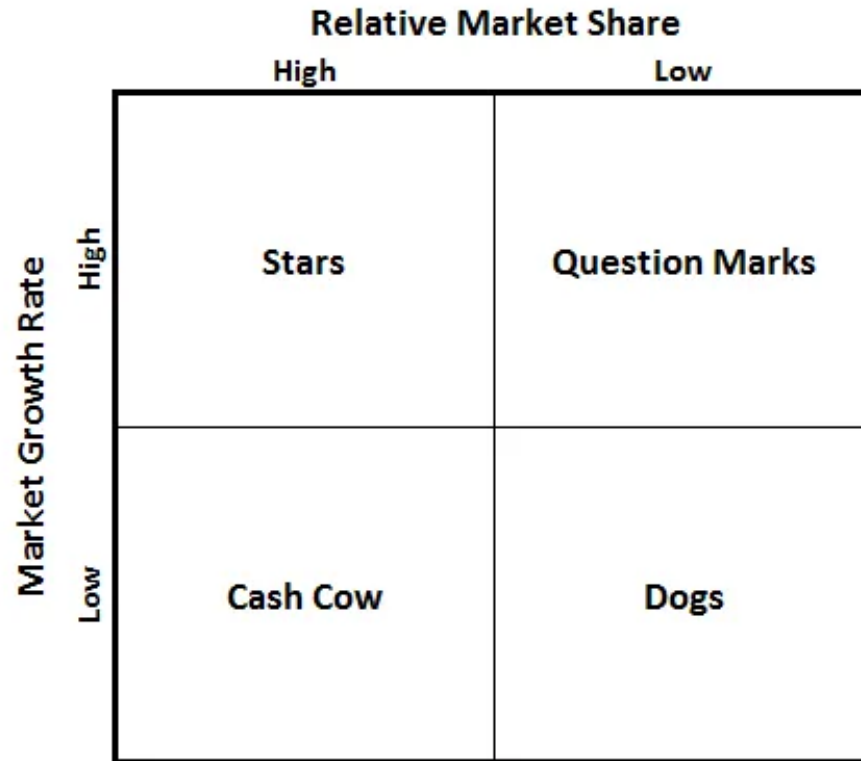 Relative Market Share
High Low
Market Growth Rate
High
Stars Question Marks
Low
Cash Cow Dogs